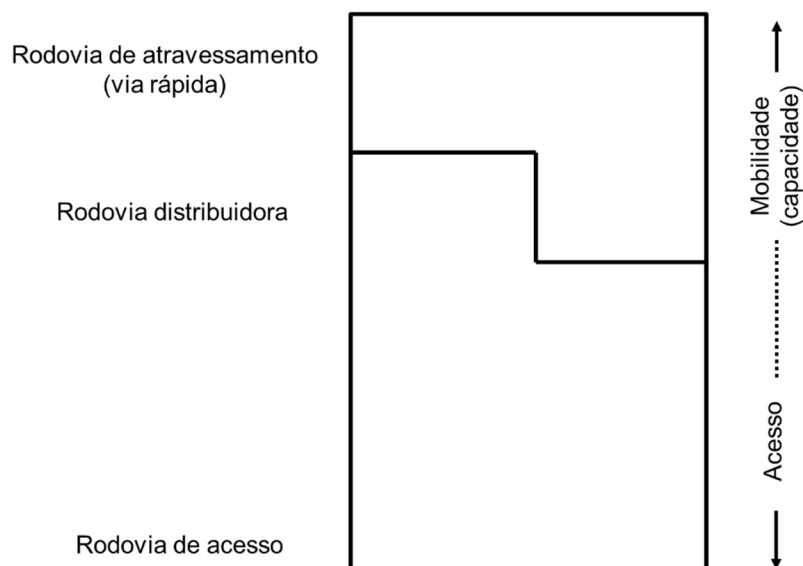 Rodovia de atravessamento
(via rápida)
Rodovia distribuidora
Rodovia de acesso
Mobilidade
(capacidade)
Acesso